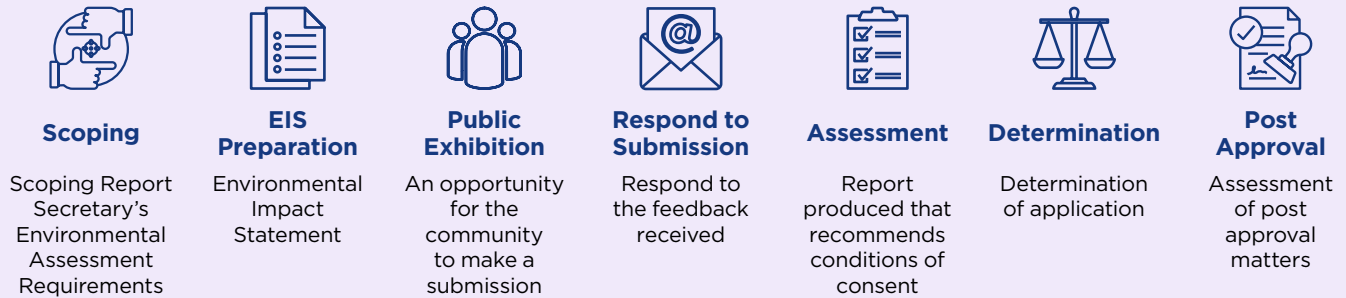 Scoping
Scoping Report
Secretary's
Environmental
Assessment
Requirements
EIS
Preparation
Environmental
Impact
Statement
Public
Exhibition
An opportunity
for the
community
to make a
submission
@
Respond to
Submission
Respond to
the feedback
received
Assessment
Report
produced that
recommends
conditions of
consent
Determination
Determination
of application
Post
Approval
Assessment
of post
approval
matters